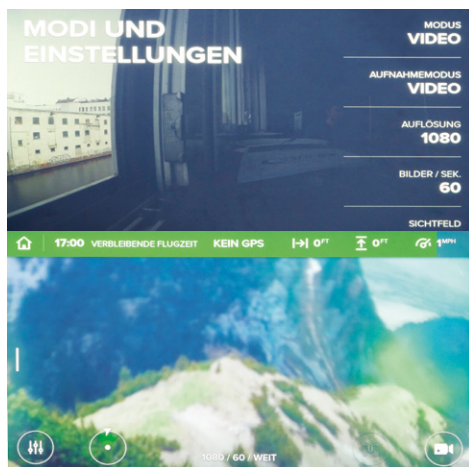 MODI UND
EINSTELLUNGEN
MODUS
VIDEO
AUFNAHMEMODUS
VIDEO
AUFLÖSUNG
1080
BILDER / SEK.
60
SICHTFELD
17:00 VERBLEIBENDE FLUGZEIT KEIN GPS 0FT 0FT 1MPH
1080 / 60 / WEIT